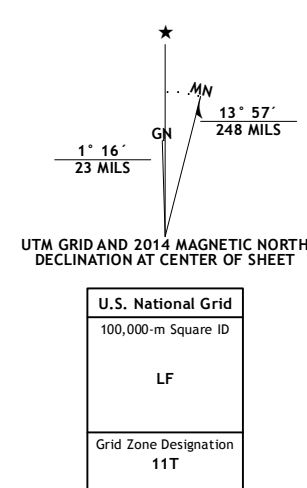 ★
MN
GN
13° 57´
248 MILS
1° 16´
23 MILS
UTM GRID AND 2014 MAGNETIC NORTH
DECLINATION AT CENTER OF SHEET
U.S. National Grid
100,000-m Square ID
LF
Grid Zone Designation
11T